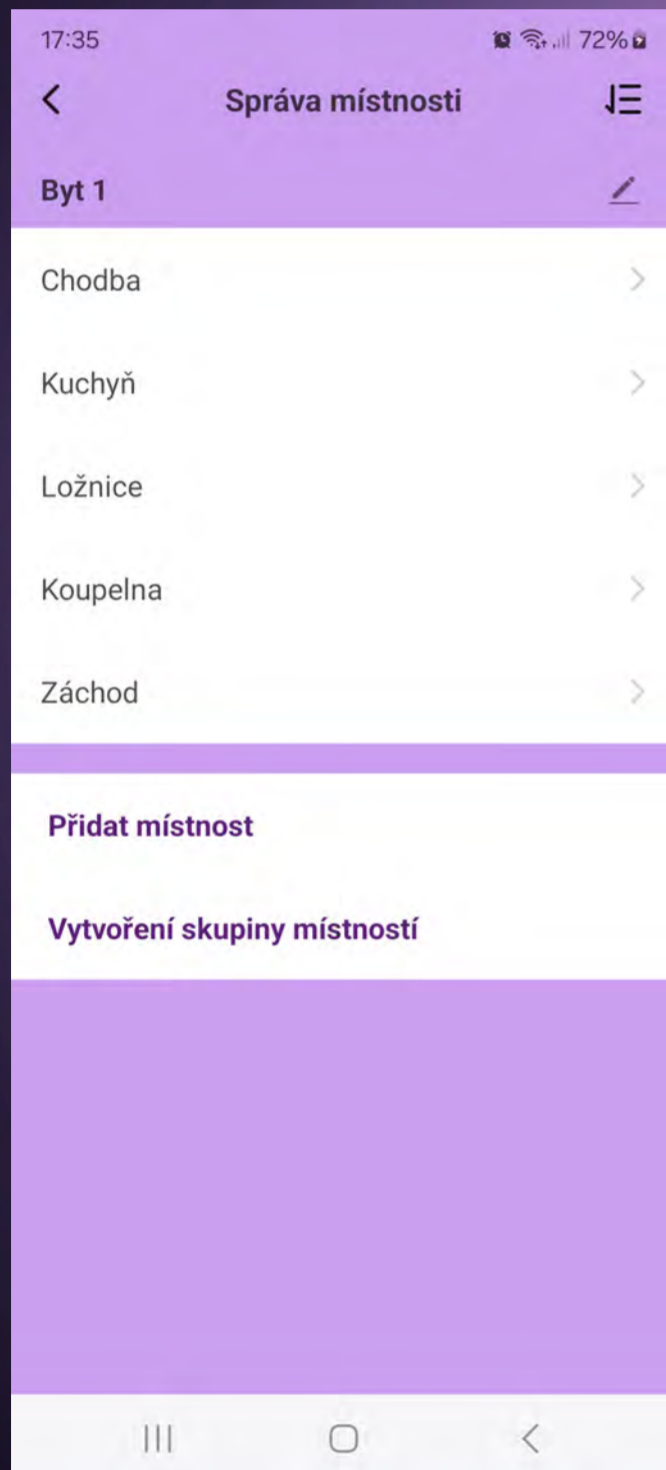 17:35 72%
Správa místnosti
Byt 1
Chodba
Kuchyň
Ložnice
Koupelna
Záchod
Přidat místnost
Vytvoření skupiny místností